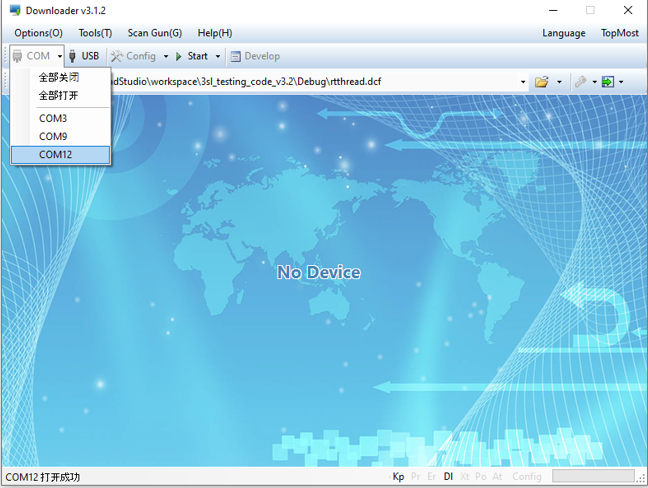 Downloader v3.1.2
Options(O) Tools(T) Scan Gun(G) Help(H) Language TopMost
COM USB Config Start Develop
全部关闭
udStudio\workspace\3sl_testing_code_v3.2\Debug\rtthread.dcf
全部打开
COM3
COM9
COM12
No Device
COM12 打开成功 Kp Pr Er Dl Xt Po At Config